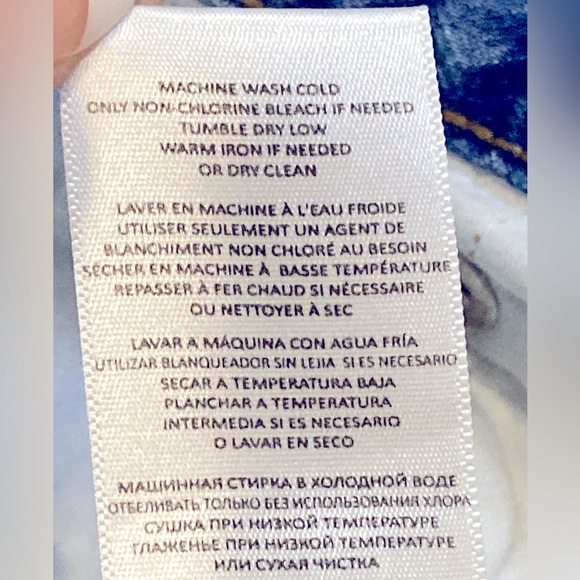 MACHINE WASH COLD
ONLY NON-CHLORINE BLEACH IF NEEDED
TUMBLE DRY LOW
WARM IRON IF NEEDED
OR DRY CLEAN
LAVER EN MACHINE À L'EAU FROIDE
UTILISER SEULEMENT UN AGENT DE
BLANCHIMENT NON CHLORÉ AU BESOIN
SÉCHER EN MACHINE À BASSE TEMPÉRATURE
REPASSER À FER CHAUD SI NÉCESSAIRE
OU NETTOYER À SEC
LAVAR A MÁQUINA CON AGUA FRÍA
UTILIZAR BLANQUEADOR SIN LEJIA SI ES NECESARIO
SECAR A TEMPERATURA BAJA
PLANCHAR A TEMPERATURA
INTERMEDIA SI ES NECESARIO
O LAVAR EN SECO
МАШИННАЯ СТИРКА В ХОЛОДНОЙ ВОДЕ
ОТБЕЛИВАТЬ ТОЛЬКО БЕЗ ИСПОЛЬЗОВАНИЯ ХЛОРА
СУШКА ПРИ НИЗКОЙ ТЕМПЕРАТУРЕ
ГЛАЖЕНЬЕ ПРИ НИЗКОЙ ТЕМПЕРАТУРЕ
ИЛИ СУХАЯ ЧИСТКА